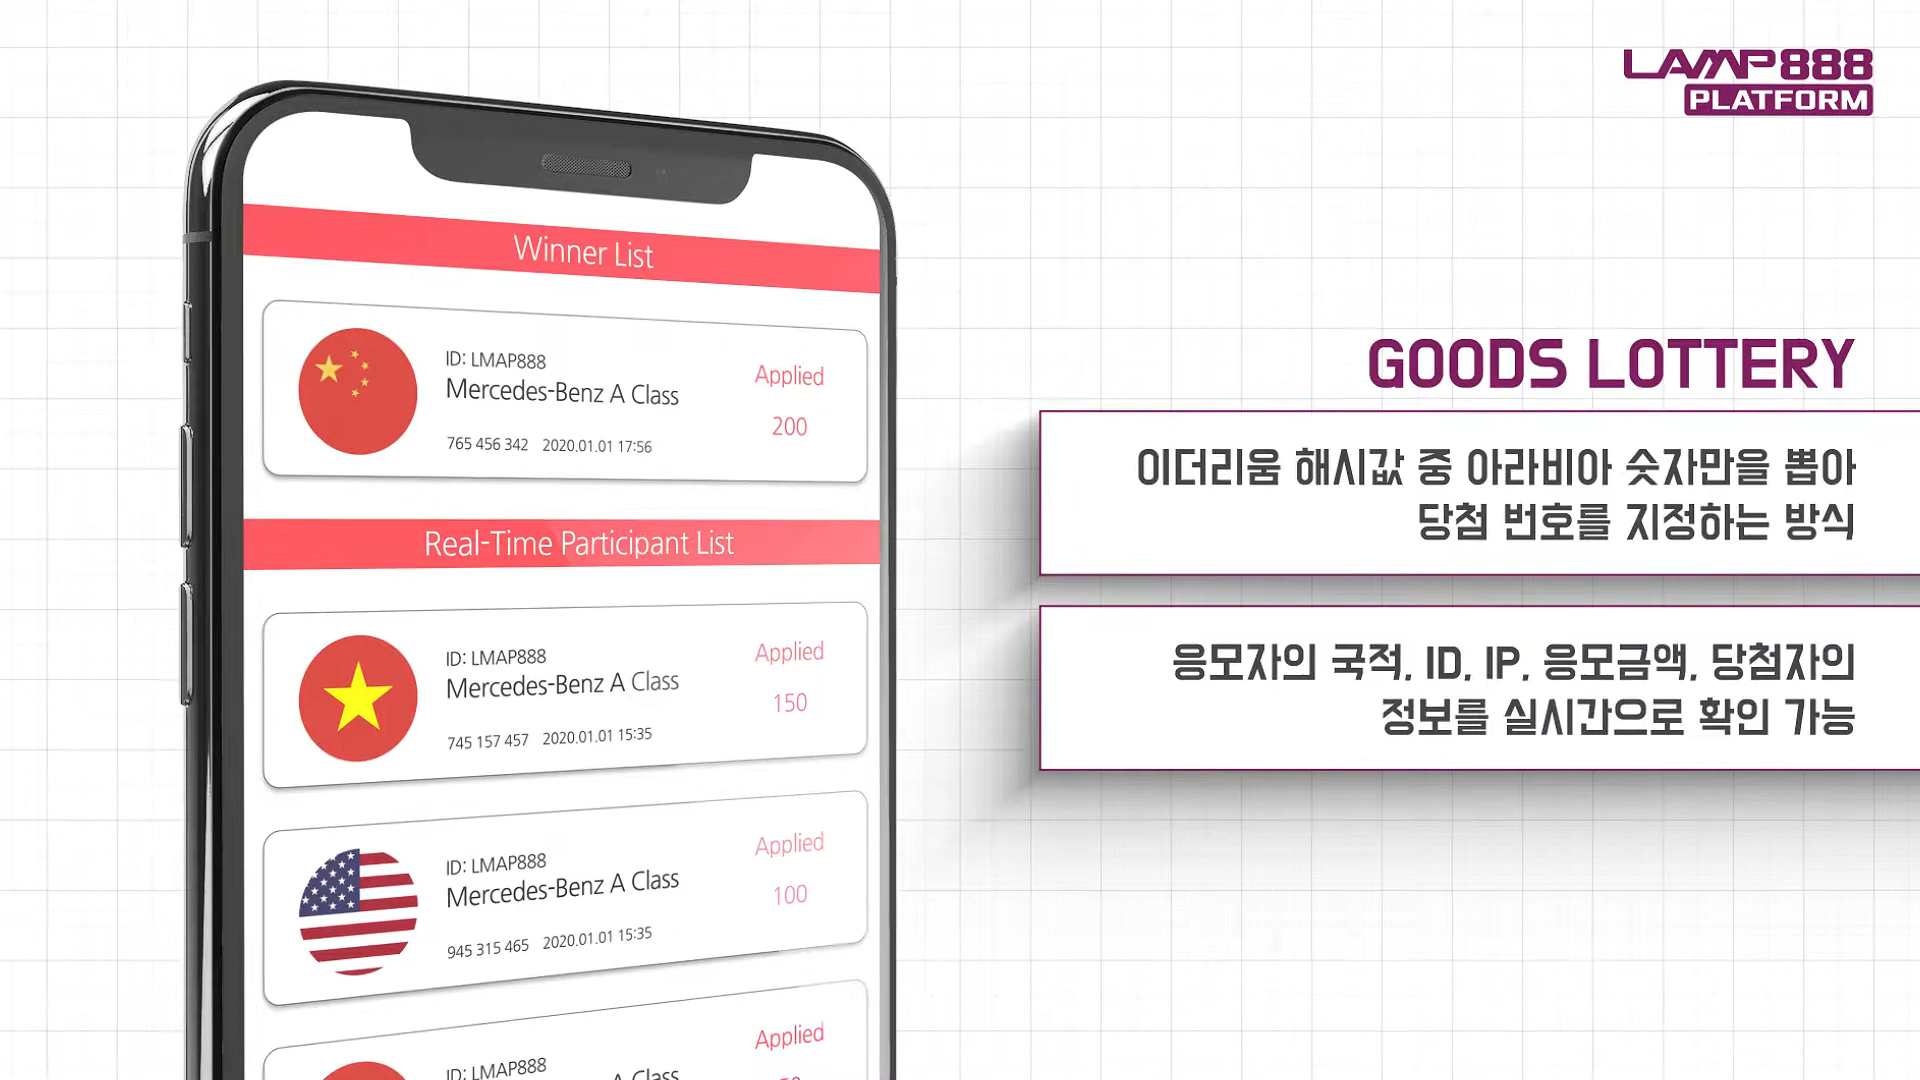 LAMP888
PLATFORM
Winner List
ID: LMAP888
Mercedes-Benz A Class
765 456 342 2020.01.01 17:56
Applied
200
Real-Time Participant List
ID: LMAP888
Mercedes-Benz A Class
745 157 457 2020.01.01 15:35
Applied
150
ID: LMAP888
Mercedes-Benz A Class
945 315 465 2020.01.01 15:35
Applied
100
ID: LMAP888
A Class
Applied
GOODS LOTTERY
이더리움 해시값 중 아라비아 숫자만을 뽑아
당첨 번호를 지정하는 방식
응모자의 국적, ID, IP, 응모금액, 당첨자의
정보를 실시간으로 확인 가능